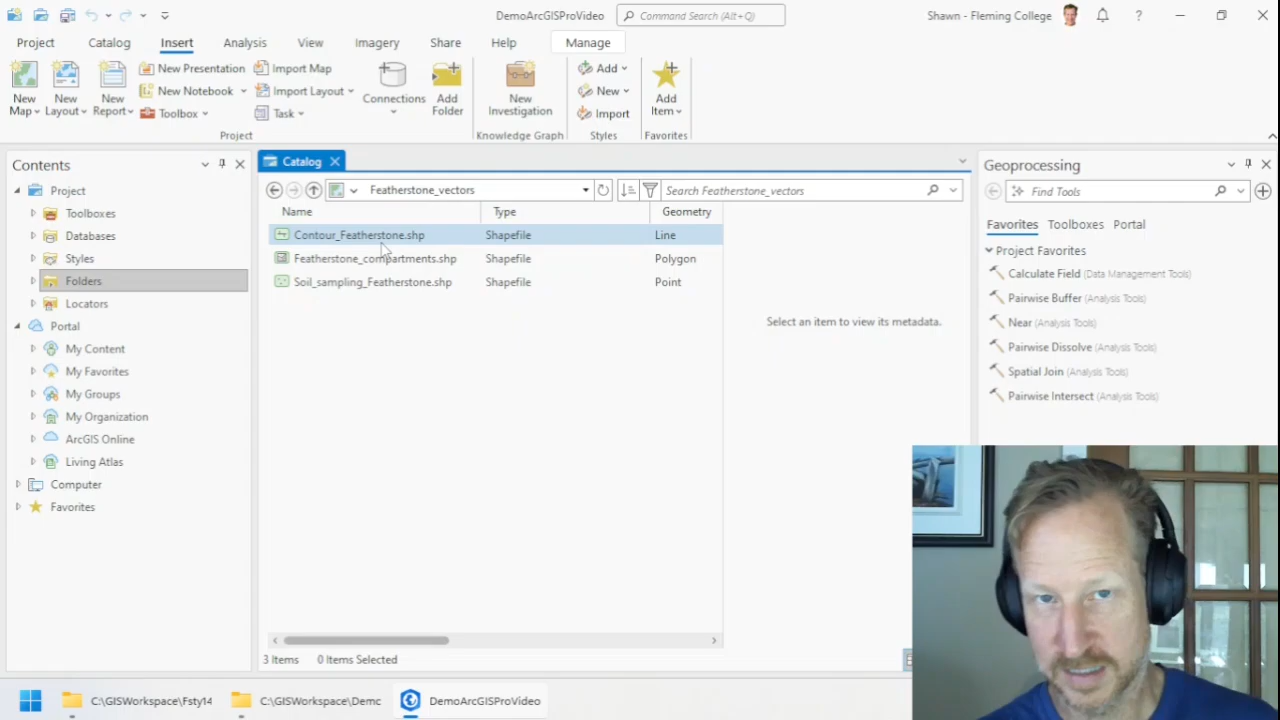 DemoArcGISProVideo
Command Search (Alt+Q)
Shawn - Fleming College
?
Project Catalog Insert Analysis View Imagery Share Help Manage
New Map
New Layout
New Report
New Presentation
New Notebook
Toolbox
Import Map
Import Layout
Task
Connections
Add Folder
New Investigation
Add
New
Import
Add Item
Project
Knowledge Graph
Styles
Favorites
Contents
Project
Toolboxes
Databases
Styles
Folders
Locators
Portal
My Content
My Favorites
My Groups
My Organization
ArcGIS Online
Living Atlas
Computer
Favorites
Catalog
Featherstone_vectors
Search Featherstone_vectors
Name Type Geometry
Contour_Featherstone.shp Shapefile Line
Featherstone_compartments.shp Shapefile Polygon
Soil_sampling_Featherstone.shp Shapefile Point
Select an item to view its metadata.
3 Items 0 Items Selected
Geoprocessing
Find Tools
Favorites Toolboxes Portal
Project Favorites
Calculate Field (Data Management Tools)
Pairwise Buffer (Analysis Tools)
Near (Analysis Tools)
Pairwise Dissolve (Analysis Tools)
Spatial Join (Analysis Tools)
Pairwise Intersect (Analysis Tools)
C:\GISWorkspace\Fsty14
C:\GISWorkspace\Demc
DemoArcGISProVideo